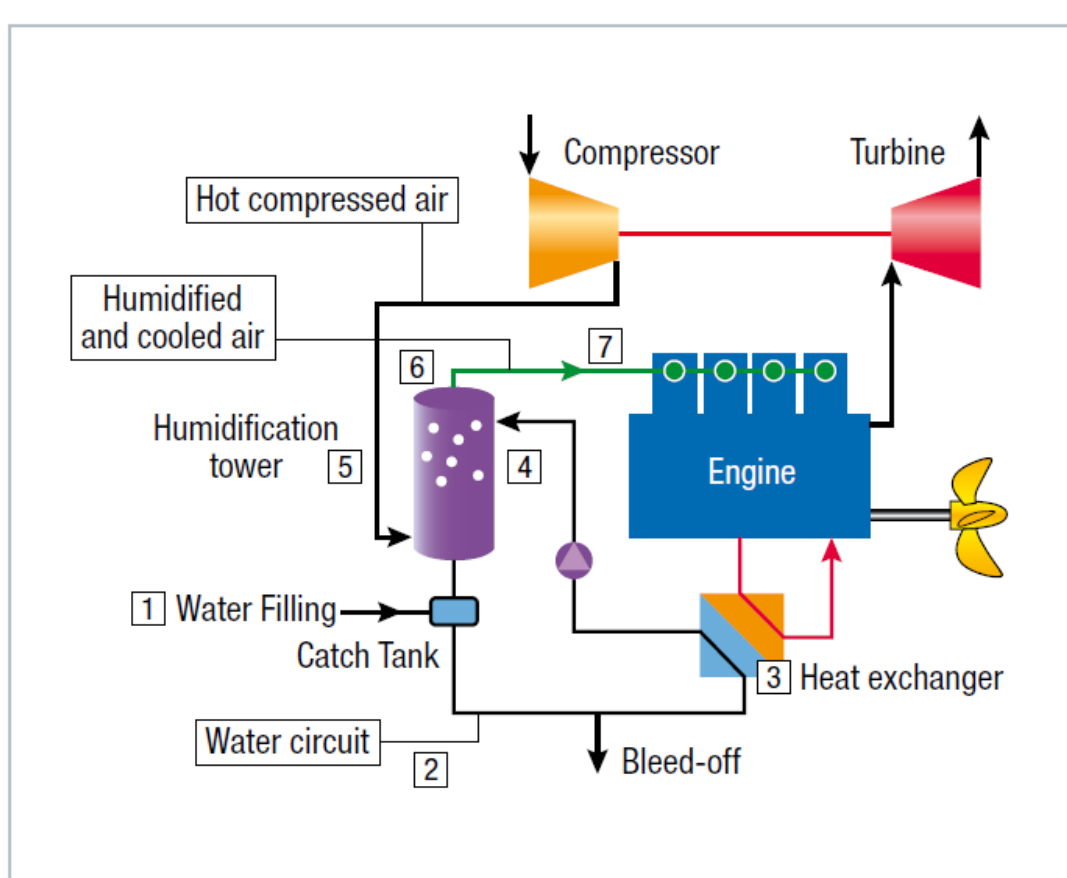 Compressor
Turbine
Hot compressed air
Humidified
and cooled air
7
6
Humidification
tower
5
4
Engine
1 Water Filling
Catch Tank
3 Heat exchanger
Water circuit
2
Bleed-off